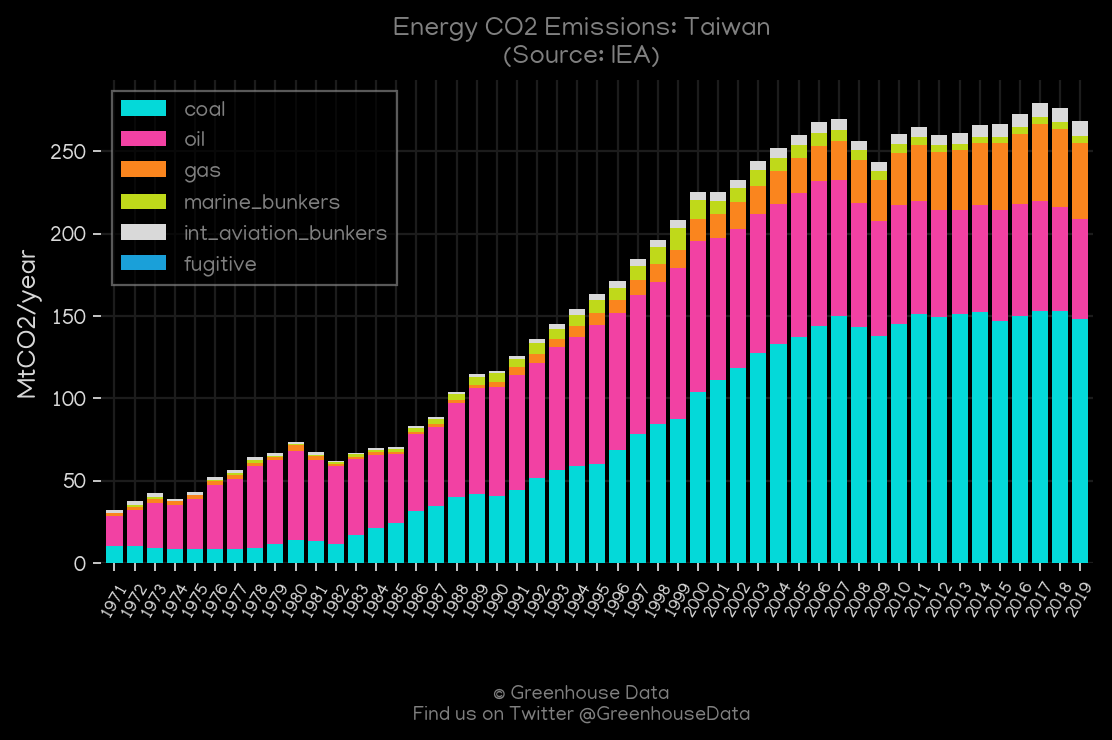 Energy CO2 Emissions: Taiwan
(Source: IEA)
coal
oil
gas
marine_bunkers
int_aviation_bunkers
fugitive
MtCO2/year
250
200
150
100
50
0
1971 1972 1973 1974 1975 1976 1977 1978 1979 1980 1981 1982 1983 1984 1985 1986 1987 1988 1989 1990 1991 1992 1993 1994 1995 1996 1997 1998 1999 2000 2001 2002 2003 2004 2005 2006 2007 2008 2009 2010 2011 2012 2013 2014 2015 2016 2017 2018 2019
© Greenhouse Data
Find us on Twitter @GreenhouseData